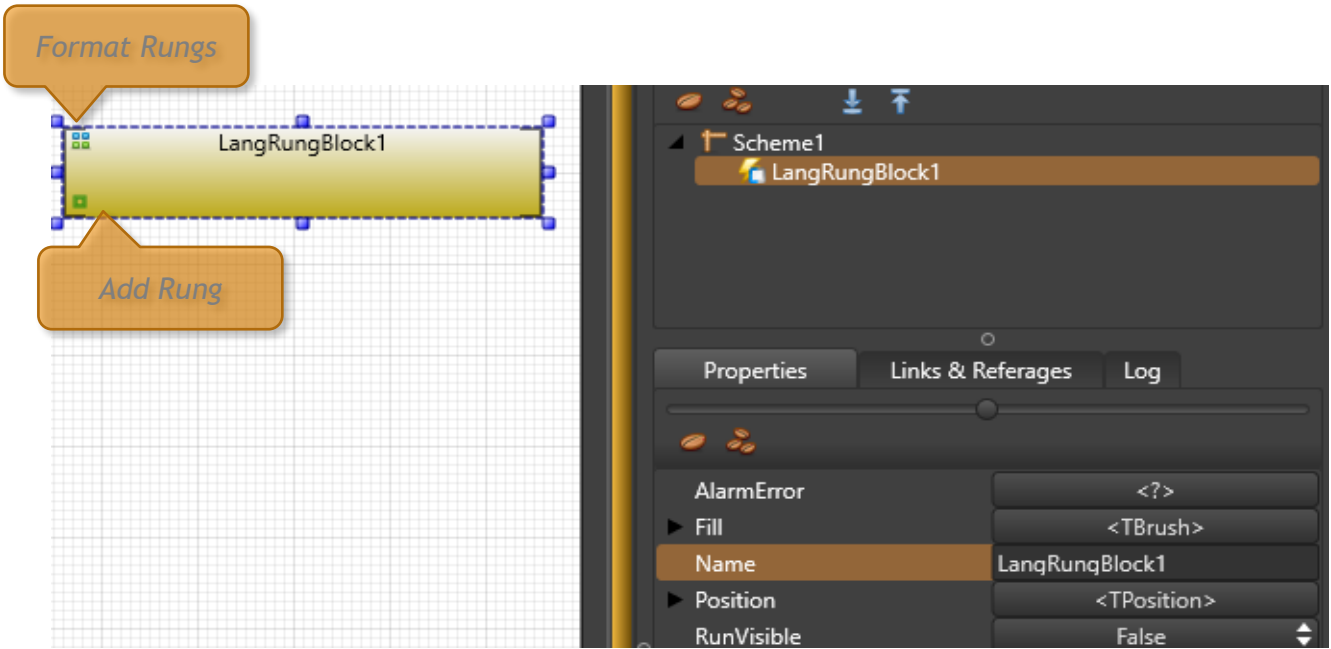 Format Rungs
LangRungBlock1
Add Rung
Scheme1
LangRungBlock1
Properties
Links & Referages
Log
AlarmError
<?>
Fill
<TBrush>
Name
LangRungBlock1
Position
<TPosition>
RunVisible
False